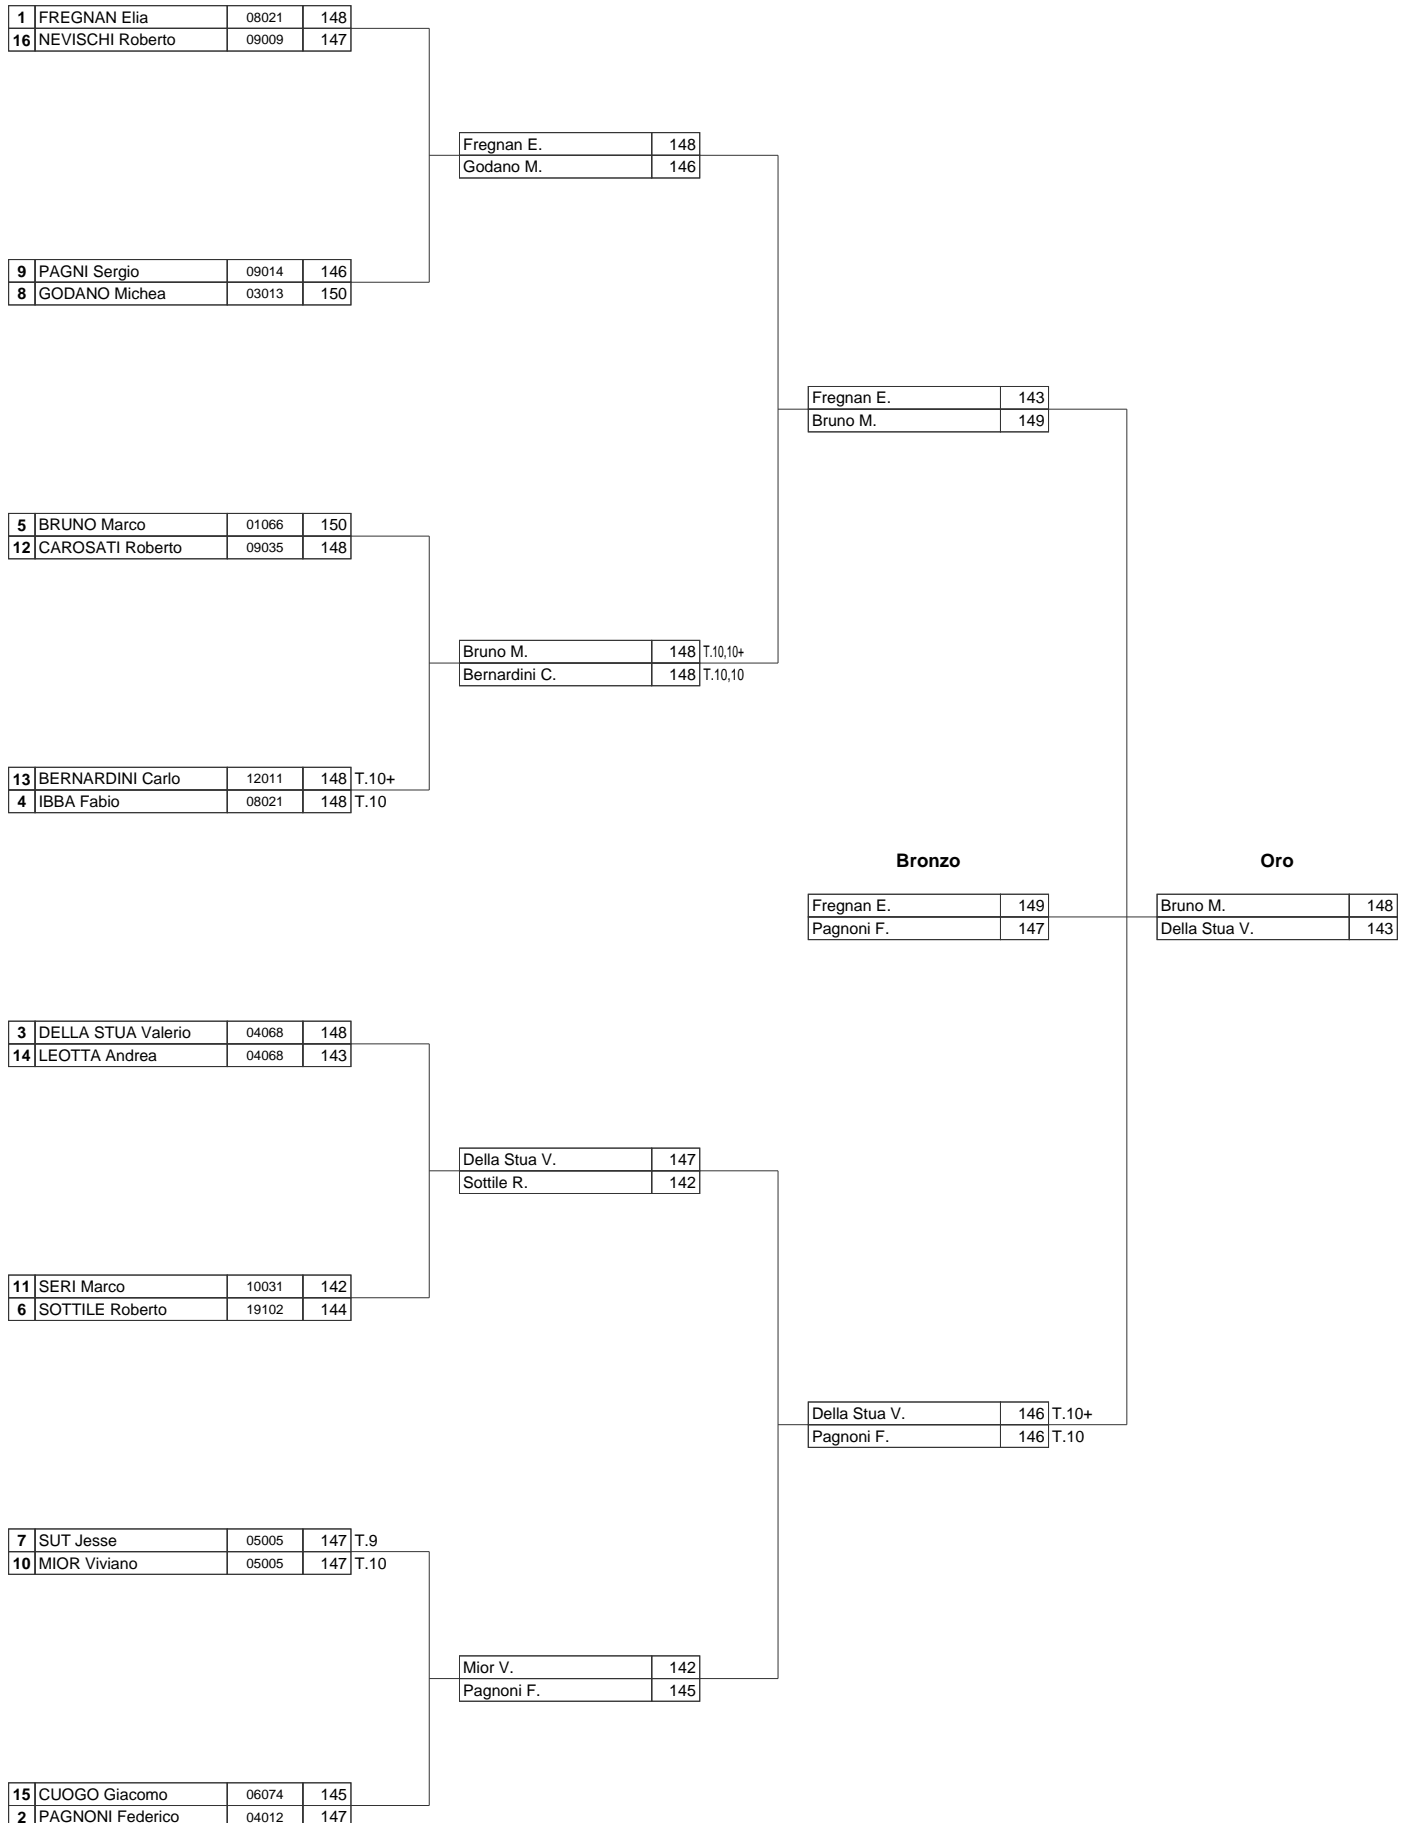 1 FREGNAN Elia 08021 148
16 NEVISCHI Roberto 09009 147
Fregnan E. 148
Godano M. 146
9 PAGNI Sergio 09014 146
8 GODANO Michea 03013 150
Fregnan E. 143
Bruno M. 149
5 BRUNO Marco 01066 150
12 CAROSATI Roberto 09035 148
Bruno M. 148 T.10,10+
Bernardini C. 148 T.10,10
13 BERNARDINI Carlo 12011 148 T.10+
4 IBBA Fabio 08021 148 T.10
Bronzo Oro
Fregnan E. 149 Bruno M. 148
Pagnoni F. 147 Della Stua V. 143
3 DELLA STUA Valerio 04068 148
14 LEOTTA Andrea 04068 143
Della Stua V. 147
Sottile R. 142
11 SERI Marco 10031 142
6 SOTTILE Roberto 19102 144
Della Stua V. 146 T.10+
Pagnoni F. 146 T.10
7 SUT Jesse 05005 147 T.9
10 MIOR Viviano 05005 147 T.10
Mior V. 142
Pagnoni F. 145
15 CUOGO Giacomo 06074 145
2 PAGNONI Federico 04012 147